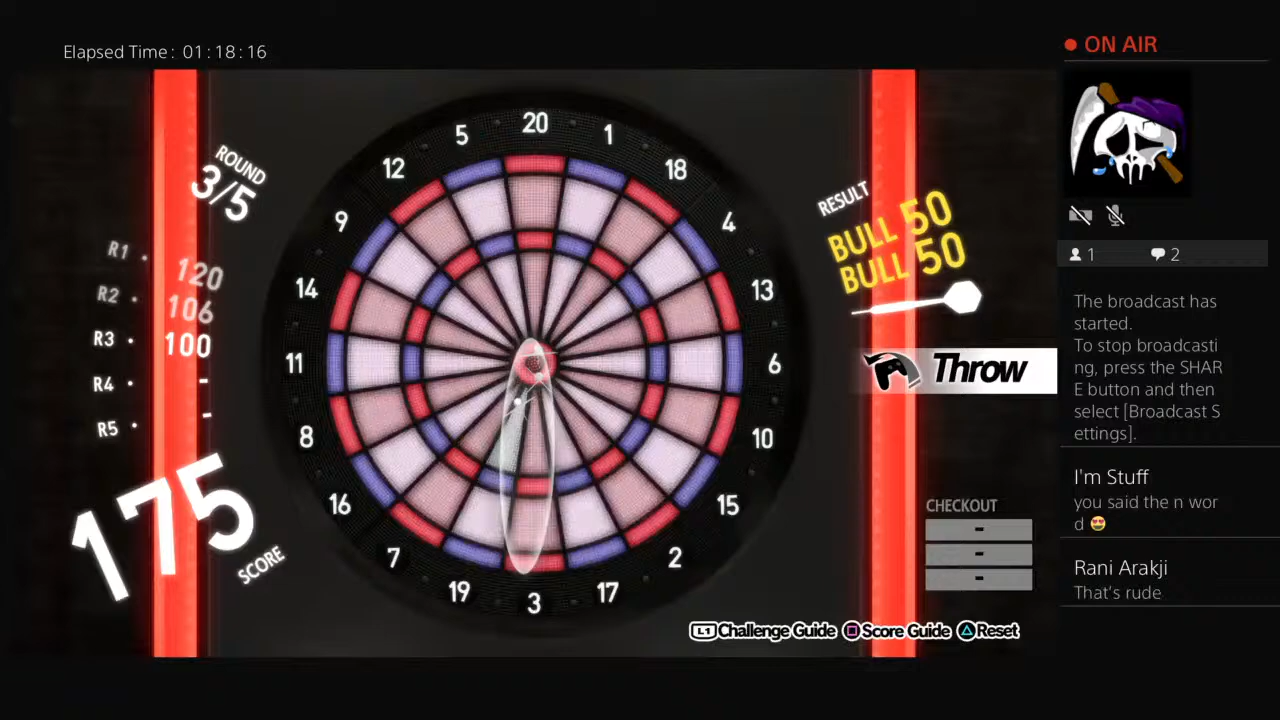 Elapsed Time: 01:18:16
ON AIR
ROUND
3/5
R1 120
R2 106
R3 100
R4 -
R5 -
175
SCORE
20
1
18
4
13
6
10
15
2
17
3
19
7
16
8
11
14
9
12
5
RESULT
BULL 50
BULL 50
Throw
CHECKOUT
-
-
-
L1 Challenge Guide Score Guide Reset
1 2
The broadcast has
started.
To stop broadcasti
ng, press the SHAR
E button and then
select [Broadcast S
ettings].
I'm Stuff
you said the n wor
d 😍
Rani Arakji
That's rude